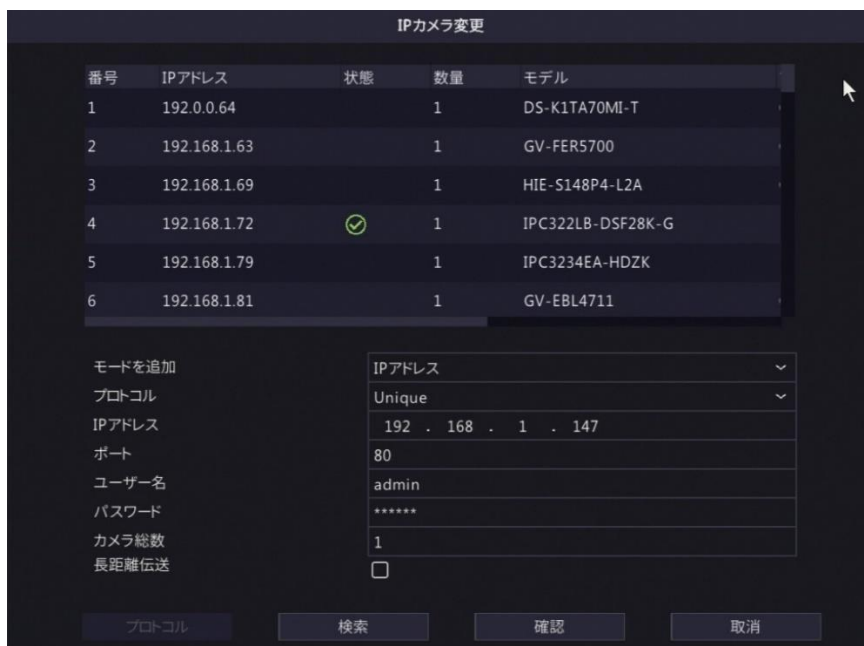 IPカメラ変更
番号 IPアドレス 状態 数量 モデル
1 192.0.0.64 1 DS-K1TA70MI-T
2 192.168.1.63 1 GV-FER5700
3 192.168.1.69 1 HIE-S148P4-L2A
4 192.168.1.72 1 IPC322LB-DSF28K-G
5 192.168.1.79 1 IPC3234EA-HDZK
6 192.168.1.81 1 GV-EBL4711
モードを追加 IPアドレス
プロトコル Unique
IPアドレス 192 . 168 . 1 . 147
ポート 80
ユーザー名 admin
パスワード ******
カメラ総数 1
長距離伝送
プロトコル 検索 確認 取消